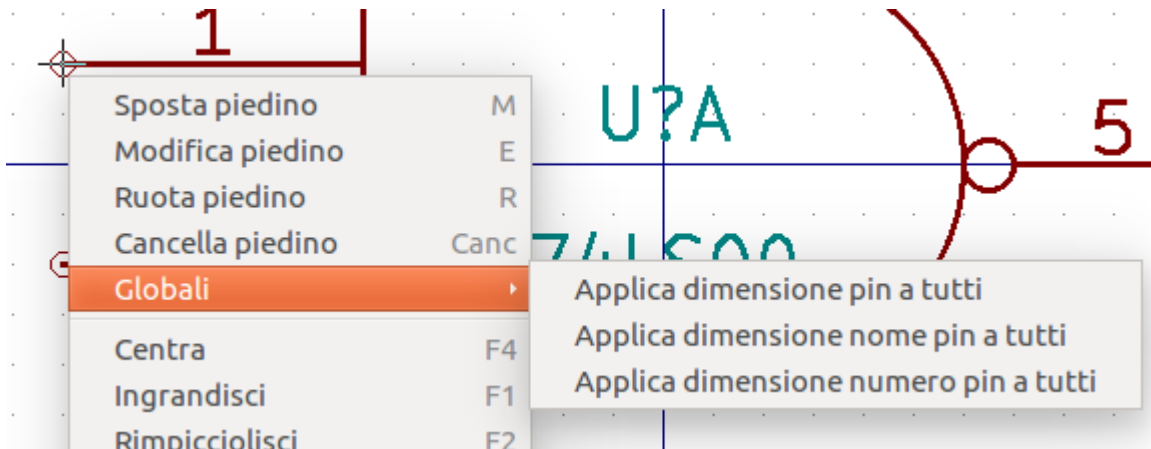 1
Sposta piedino M
Modifica piedino E
Ruota piedino R
Cancella piedino Canc
Globali
Centra F4
Ingrandisci F1
Rimpicciolisci F2
U?A
5
74LS00
Applica dimensione pin a tutti
Applica dimensione nome pin a tutti
Applica dimensione numero pin a tutti